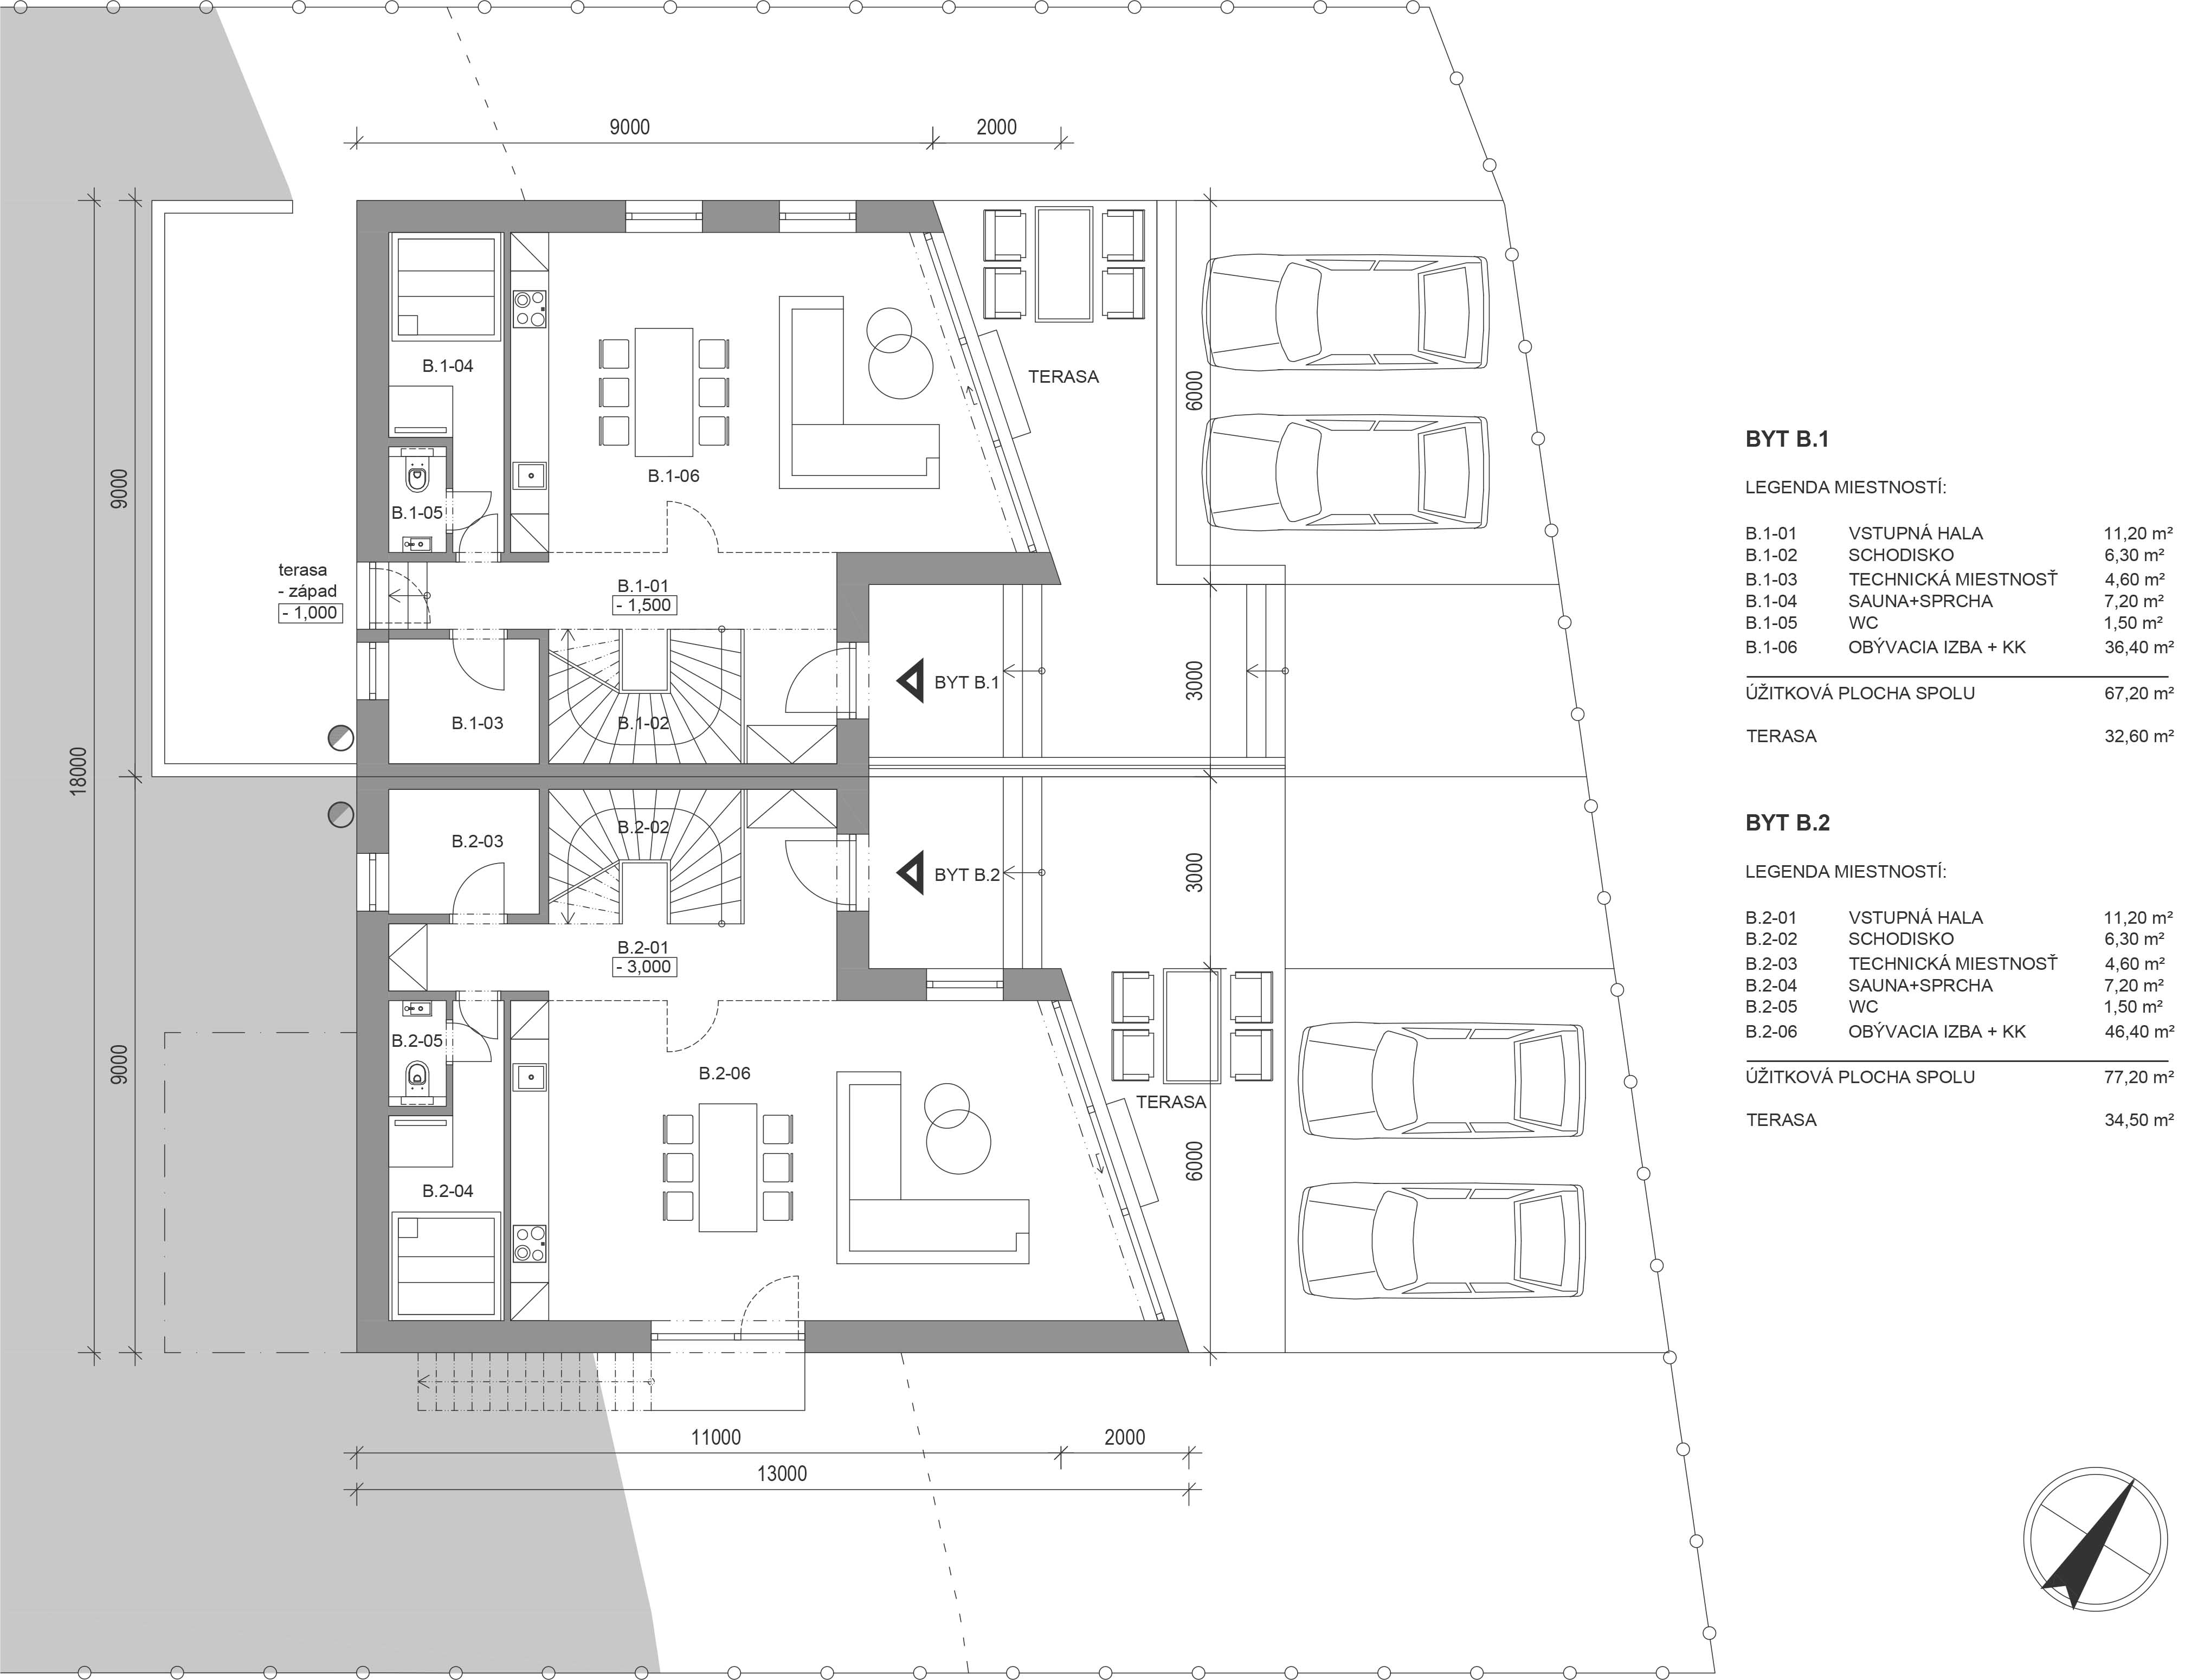 9000
2000
B.1-04
TERASA
6000
9000
B.1-06
B.1-05
terasa
- západ
- 1,000
B.1-01
- 1,500
3000
BYT B.1
B.1-03
B.1-02
18000
B.2-03
B.2-02
3000
BYT B.2
B.2-01
- 3,000
B.2-05
9000
B.2-06
TERASA
6000
B.2-04
11000
2000
13000
BYT B.1
LEGENDA MIESTNOSTÍ:
B.1-01 VSTUPNÁ HALA 11,20 m²
B.1-02 SCHODISKO 6,30 m²
B.1-03 TECHNICKÁ MIESTNOSŤ 4,60 m²
B.1-04 SAUNA+SPRCHA 7,20 m²
B.1-05 WC 1,50 m²
B.1-06 OBÝVACIA IZBA + KK 36,40 m²
ÚŽITKOVÁ PLOCHA SPOLU 67,20 m²
TERASA 32,60 m²
BYT B.2
LEGENDA MIESTNOSTÍ:
B.2-01 VSTUPNÁ HALA 11,20 m²
B.2-02 SCHODISKO 6,30 m²
B.2-03 TECHNICKÁ MIESTNOSŤ 4,60 m²
B.2-04 SAUNA+SPRCHA 7,20 m²
B.2-05 WC 1,50 m²
B.2-06 OBÝVACIA IZBA + KK 46,40 m²
ÚŽITKOVÁ PLOCHA SPOLU 77,20 m²
TERASA 34,50 m²